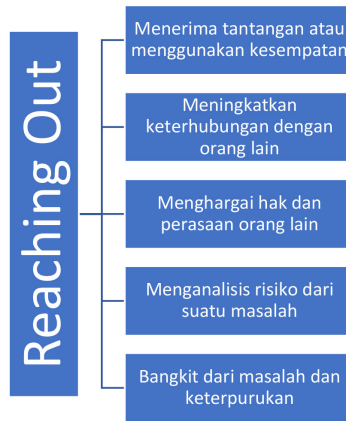 Reaching Out
Menerima tantangan atau
menggunakan kesempatan
Meningkatkan
keterhubungan dengan
orang lain
Menghargai hak dan
perasaan orang lain
Menganalisis risiko dari
suatu masalah
Bangkit dari masalah dan
keterpurukan